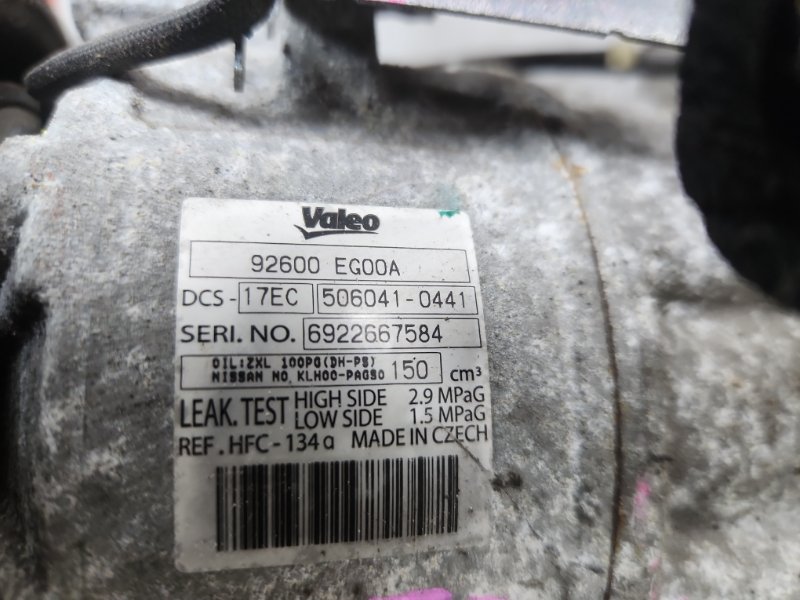 Valeo
92600 EG00A
DCS - 17EC 506041-0441
SERI. NO. 6922667584
OIL:ZXL 100PG(DH-PS)
NISSAN NO. KLH00-PAGS0 150 cm³
LEAK. TEST HIGH SIDE 2.9 MPaG
LOW SIDE 1.5 MPaG
REF. HFC-134a MADE IN CZECH